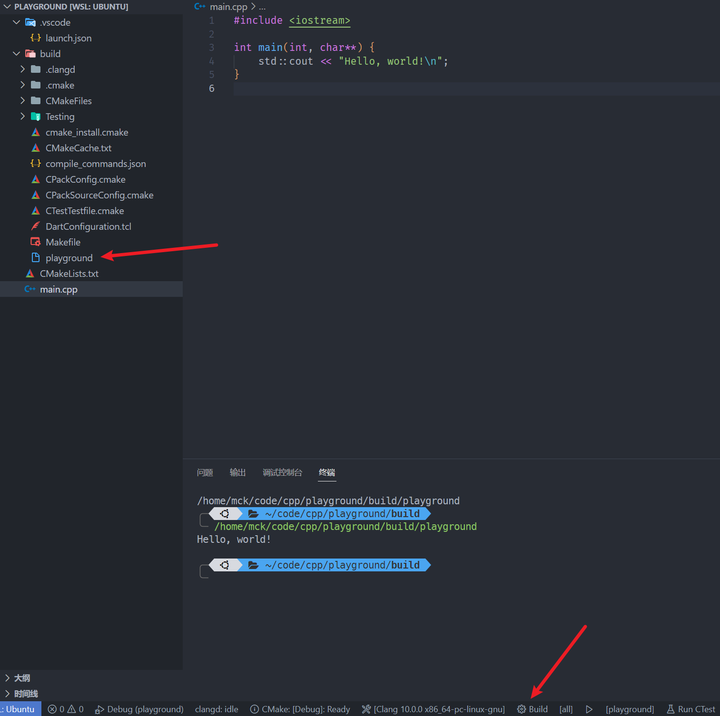 PLAYGROUND [WSL: UBUNTU]
.vscode
launch.json
build
.clangd
.cmake
CMakeFiles
Testing
cmake_install.cmake
CMakeCache.txt
compile_commands.json
CPackConfig.cmake
CPackSourceConfig.cmake
CTestTestfile.cmake
DartConfiguration.tcl
Makefile
playground
CMakeLists.txt
main.cpp
大纲
时间线
main.cpp > ...
1 #include <iostream>
2
3 int main(int, char**) {
4 std::cout << "Hello, world!\n";
5 }
6
问题 输出 调试控制台 终端
/home/mck/code/cpp/playground/build/playground
~/code/cpp/playground/build
/home/mck/code/cpp/playground/build/playground
Hello, world!
~/code/cpp/playground/build
.: Ubuntu 0 0 Debug (playground) clangd: idle CMake: [Debug]: Ready [Clang 10.0.0 x86_64-pc-linux-gnu] Build [all] [playground] Run CTest